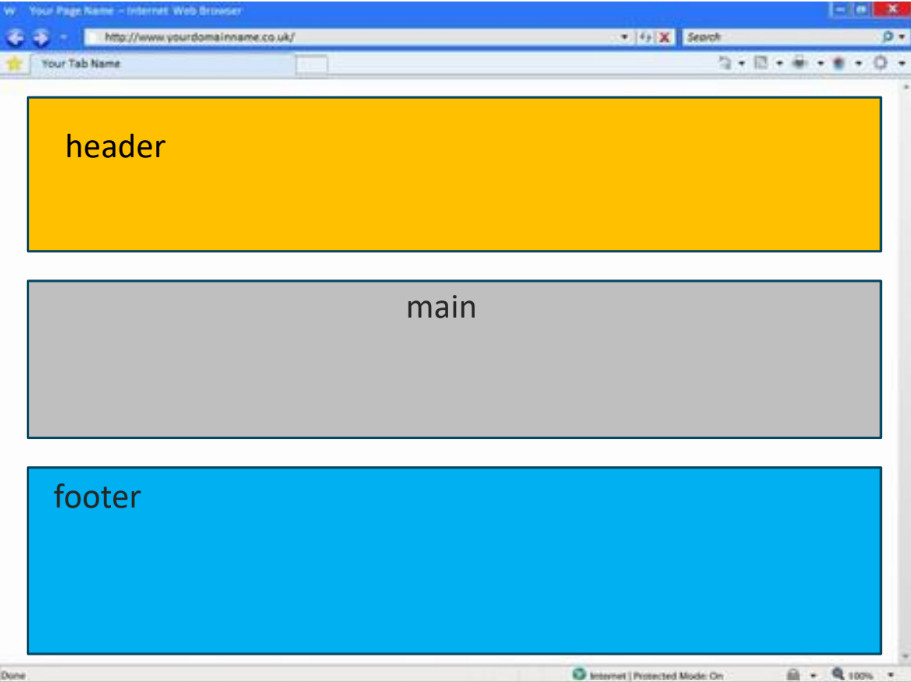 Your Page Name – Internet Web Browser
http://www.yourdomainname.co.uk/
Search
Your Tab Name
header
main
footer
Done
Internet | Protected Mode: On
100%